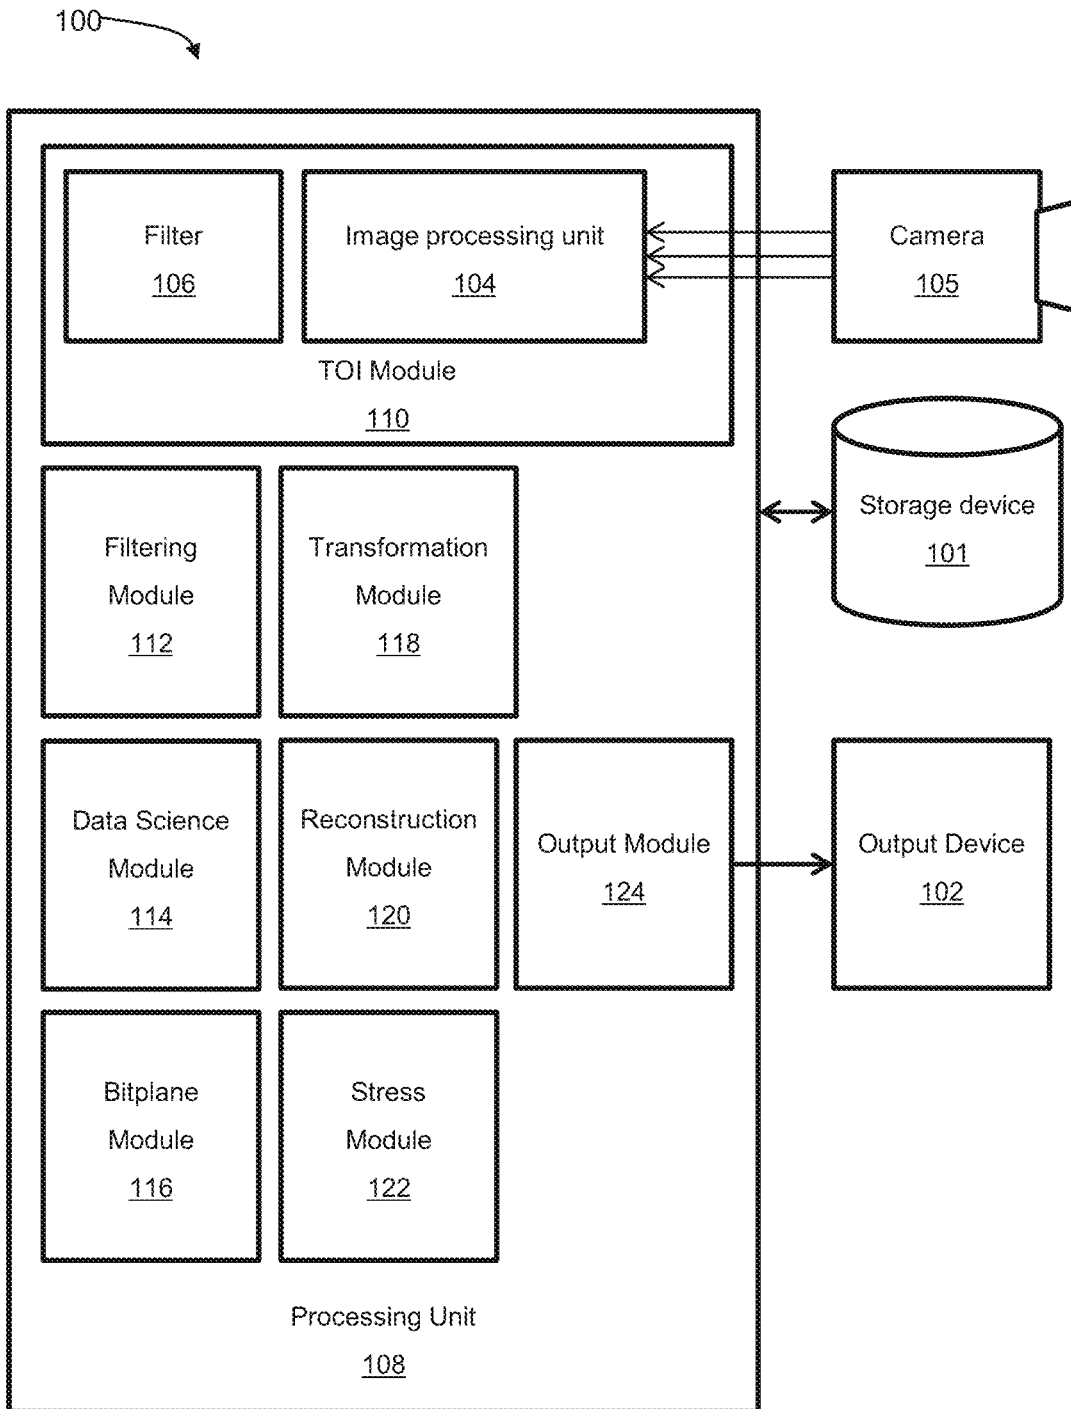 100
Filter
106
Image processing unit
104
Camera
105
TOI Module
110
Storage device
101
Filtering
Module
112
Transformation
Module
118
Data Science
Module
114
Reconstruction
Module
120
Output Module
124
Output Device
102
Bitplane
Module
116
Stress
Module
122
Processing Unit
108